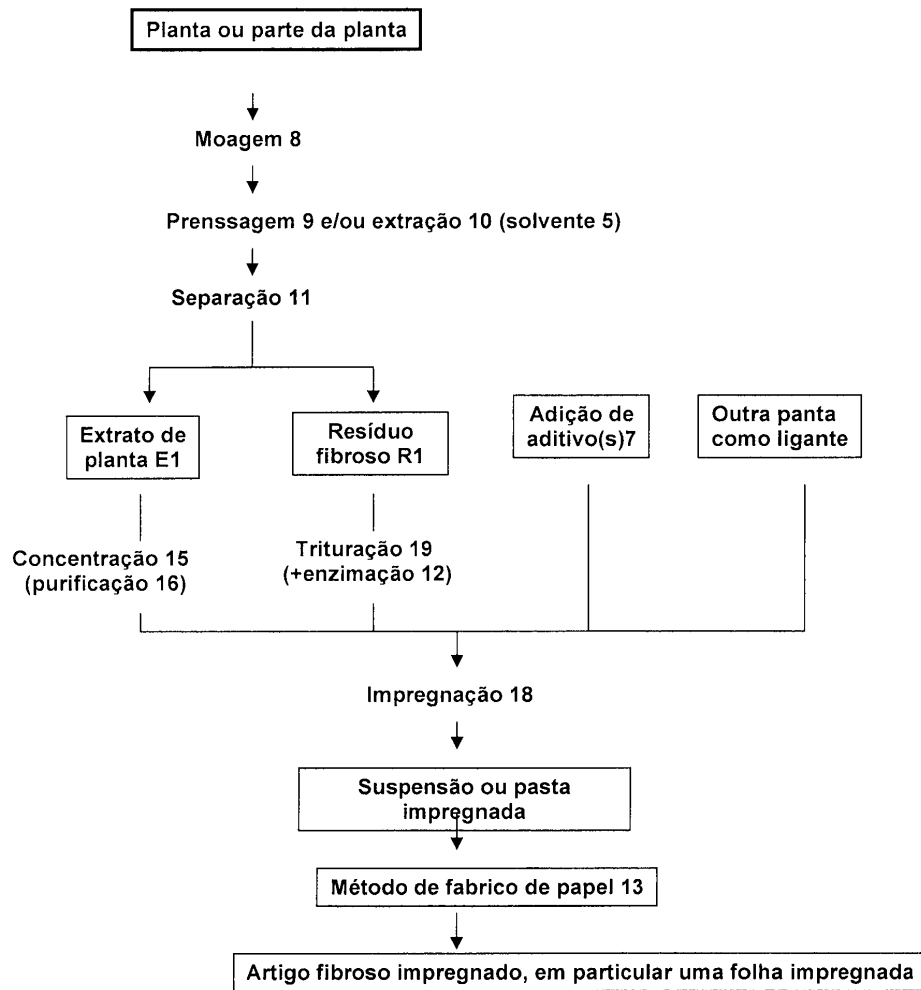 Planta ou parte da planta
Moagem 8
Prenssagem 9 e/ou extração 10 (solvente 5)
Separação 11
Extrato de
planta E1
Resíduo
fibroso R1
Adição de
aditivo(s)7
Outra panta
como ligante
Concentração 15
(purificação 16)
Trituração 19
(+enzimação 12)
Impregnação 18
Suspensão ou pasta
impregnada
Método de fabrico de papel 13
Artigo fibroso impregnado, em particular uma folha impregnada